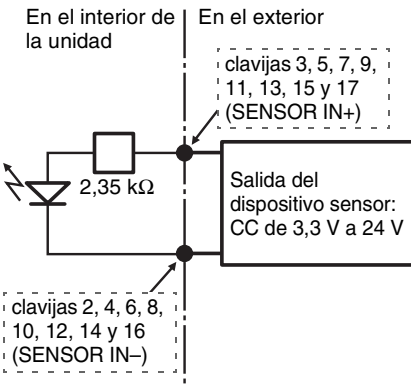 En el interior de
la unidad
En el exterior
clavijas 3, 5, 7, 9,
11, 13, 15 y 17
(SENSOR IN+)
2,35 kΩ
Salida del
dispositivo sensor:
CC de 3,3 V a 24 V
clavijas 2, 4, 6, 8,
10, 12, 14 y 16
(SENSOR IN–)